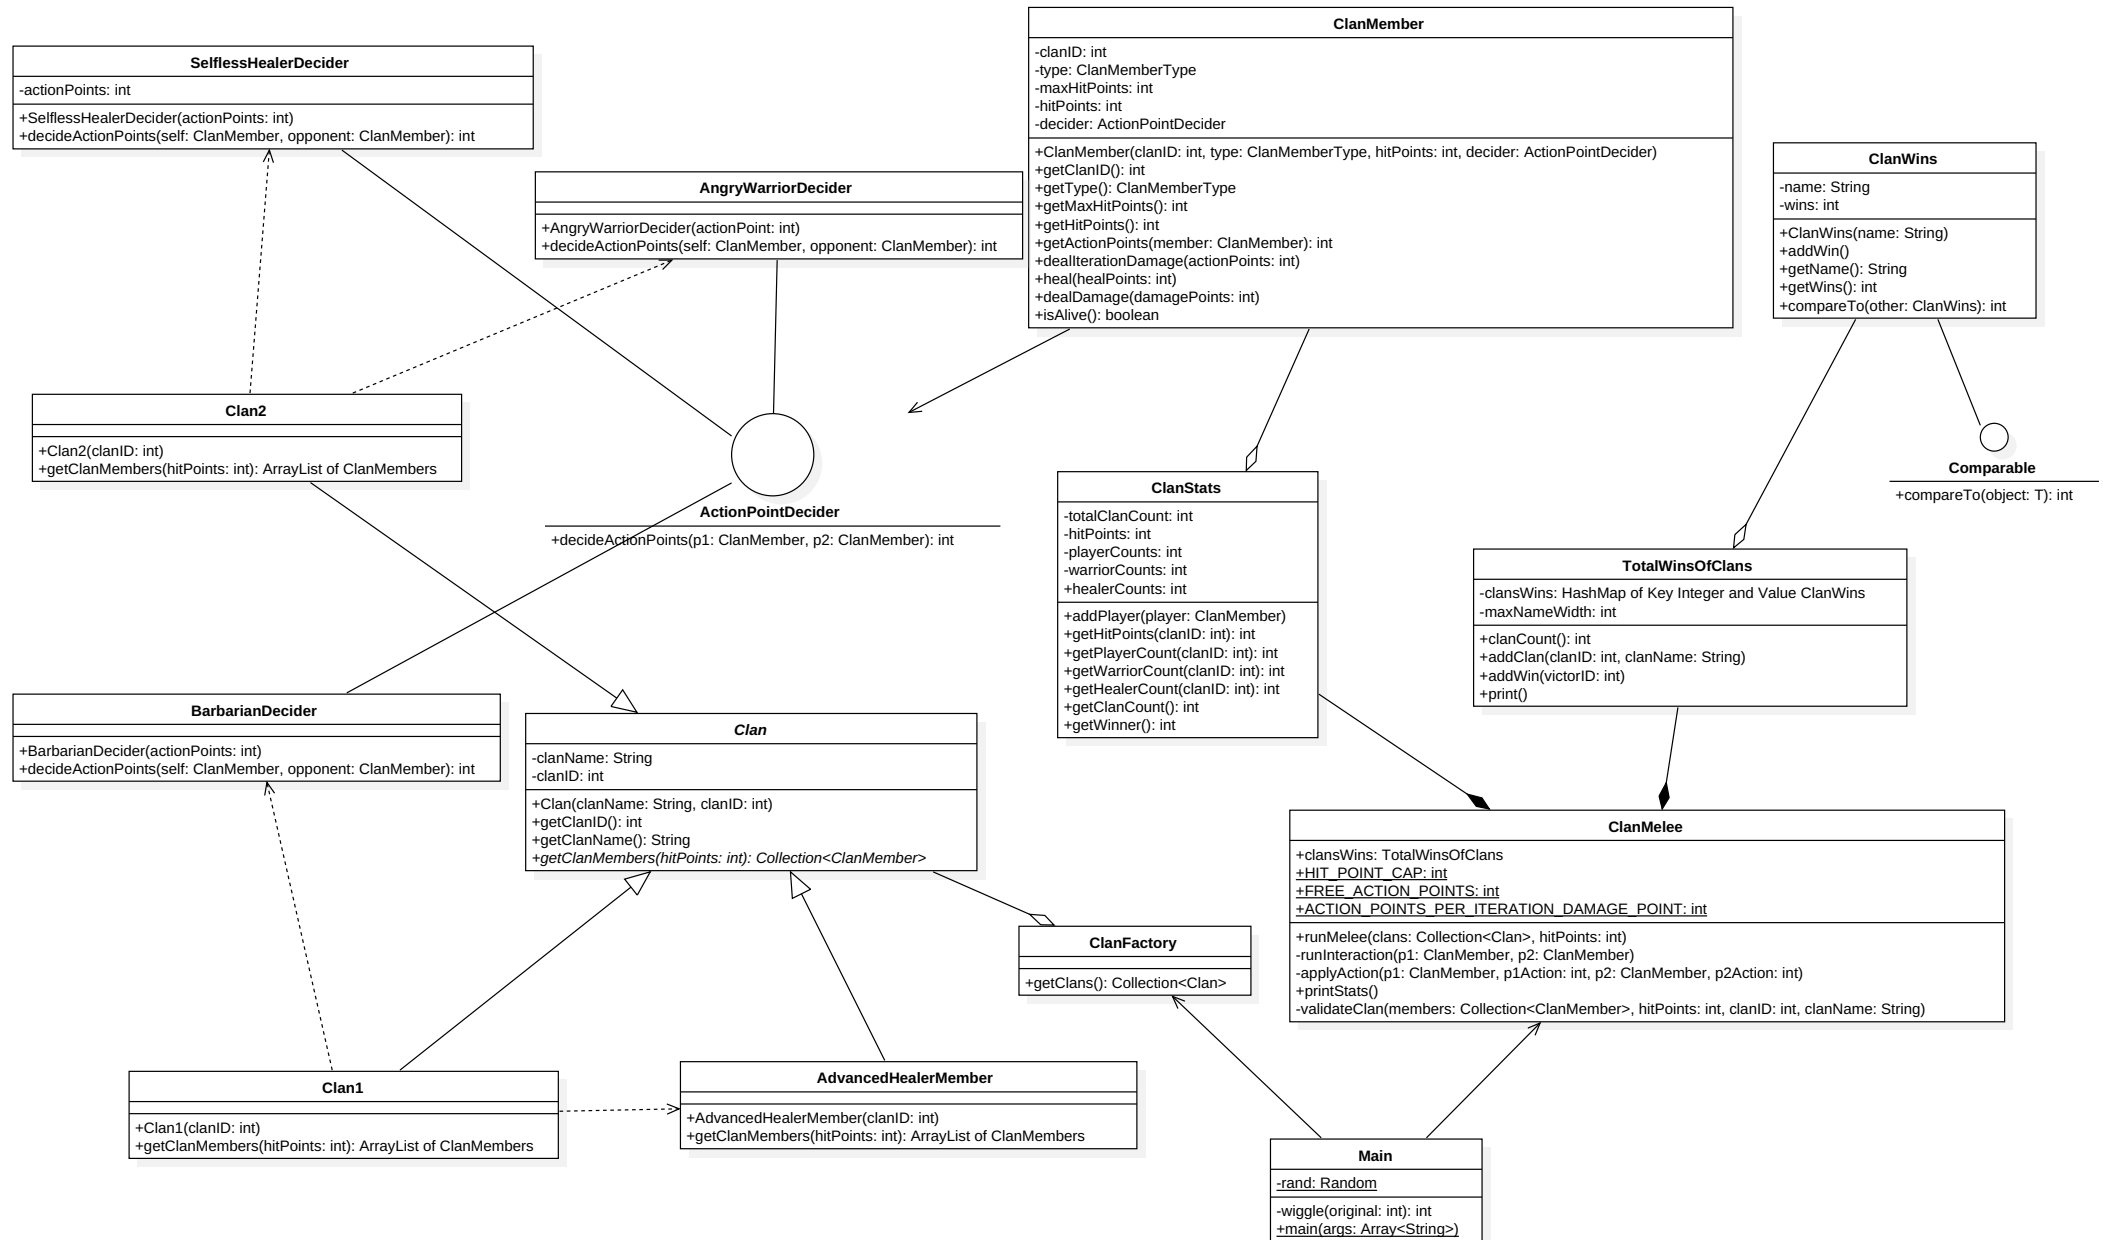 SelflessHealerDecider
-actionPoints: int
+SelflessHealerDecider(actionPoints: int)
+decideActionPoints(self: ClanMember, opponent: ClanMember): int
AngryWarriorDecider
+AngryWarriorDecider(actionPoint: int)
+decideActionPoints(self: ClanMember, opponent: ClanMember): int
ClanMember
-clanID: int
-type: ClanMemberType
-maxHitPoints: int
-hitPoints: int
-decider: ActionPointDecider
+ClanMember(clanID: int, type: ClanMemberType, hitPoints: int, decider: ActionPointDecider)
+getClanID(): int
+getType(): ClanMemberType
+getMaxHitPoints(): int
+getHitPoints(): int
+getActionPoints(member: ClanMember): int
+dealIterationDamage(actionPoints: int)
+heal(healPoints: int)
+dealDamage(damagePoints: int)
+isAlive(): boolean
ClanWins
-name: String
-wins: int
+ClanWins(name: String)
+addWin()
+getName(): String
+getWins(): int
+compareTo(other: ClanWins): int
Clan2
+Clan2(clanID: int)
+getClanMembers(hitPoints: int): ArrayList of ClanMembers
ActionPointDecider
+decideActionPoints(p1: ClanMember, p2: ClanMember): int
Comparable
+compareTo(object: T): int
ClanStats
-totalClanCount: int
-hitPoints: int
-playerCounts: int
-warriorCounts: int
+healerCounts: int
+addPlayer(player: ClanMember)
+getHitPoints(clanID: int): int
+getPlayerCount(clanID: int): int
+getWarriorCount(clanID: int): int
+getHealerCount(clanID: int): int
+getClanCount(): int
+getWinner(): int
TotalWinsOfClans
-clansWins: HashMap of Key Integer and Value ClanWins
-maxNameWidth: int
+clanCount(): int
+addClan(clanID: int, clanName: String)
+addWin(victorID: int)
+print()
BarbarianDecider
+BarbarianDecider(actionPoints: int)
+decideActionPoints(self: ClanMember, opponent: ClanMember): int
Clan
-clanName: String
-clanID: int
+Clan(clanName: String, clanID: int)
+getClanID(): int
+getClanName(): String
+getClanMembers(hitPoints: int): Collection<ClanMember>
ClanMelee
+clansWins: TotalWinsOfClans
+HIT_POINT_CAP: int
+FREE_ACTION_POINTS: int
+ACTION_POINTS_PER_ITERATION_DAMAGE_POINT: int
+runMelee(clans: Collection<Clan>, hitPoints: int)
-runInteraction(p1: ClanMember, p2: ClanMember)
-applyAction(p1: ClanMember, p1Action: int, p2: ClanMember, p2Action: int)
+printStats()
-validateClan(members: Collection<ClanMember>, hitPoints: int, clanID: int, clanName: String)
ClanFactory
+getClans(): Collection<Clan>
Clan1
+Clan1(clanID: int)
+getClanMembers(hitPoints: int): ArrayList of ClanMembers
AdvancedHealerMember
+AdvancedHealerMember(clanID: int)
+getClanMembers(hitPoints: int): ArrayList of ClanMembers
Main
-rand: Random
-wiggle(original: int): int
+main(args: Array<String>)